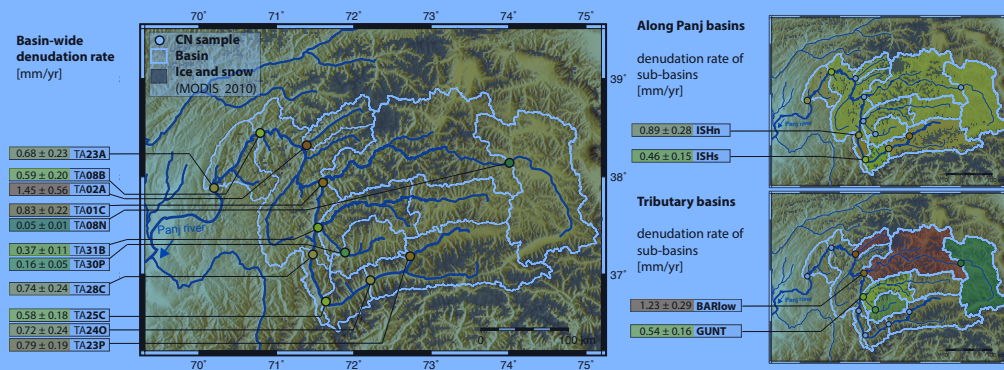 Basin-wide
denudation rate
[mm/yr]
0.68 ± 0.23 TA23A
0.59 ± 0.20 TA08B
1.45 ± 0.56 TA02A
0.83 ± 0.22 TA01C
0.05 ± 0.01 TA08N
0.37 ± 0.11 TA31B
0.16 ± 0.05 TA30P
0.74 ± 0.24 TA28C
0.58 ± 0.18 TA25C
0.72 ± 0.24 TA24O
0.79 ± 0.19 TA23P
70° 71° 72° 73° 74° 75°
CN sample
Basin
Ice and snow
(MODIS 2010)
Panj river
39°
38°
37°
0 100 km
70° 71° 72° 73° 74° 75°
Along Panj basins
denudation rate of
sub-basins
[mm/yr]
0.89 ± 0.28 ISHn
0.46 ± 0.15 ISHs
Panj river
Tributary basins
denudation rate of
sub-basins
[mm/yr]
1.23 ± 0.29 BARlow
0.54 ± 0.16 GUNT
Panj river